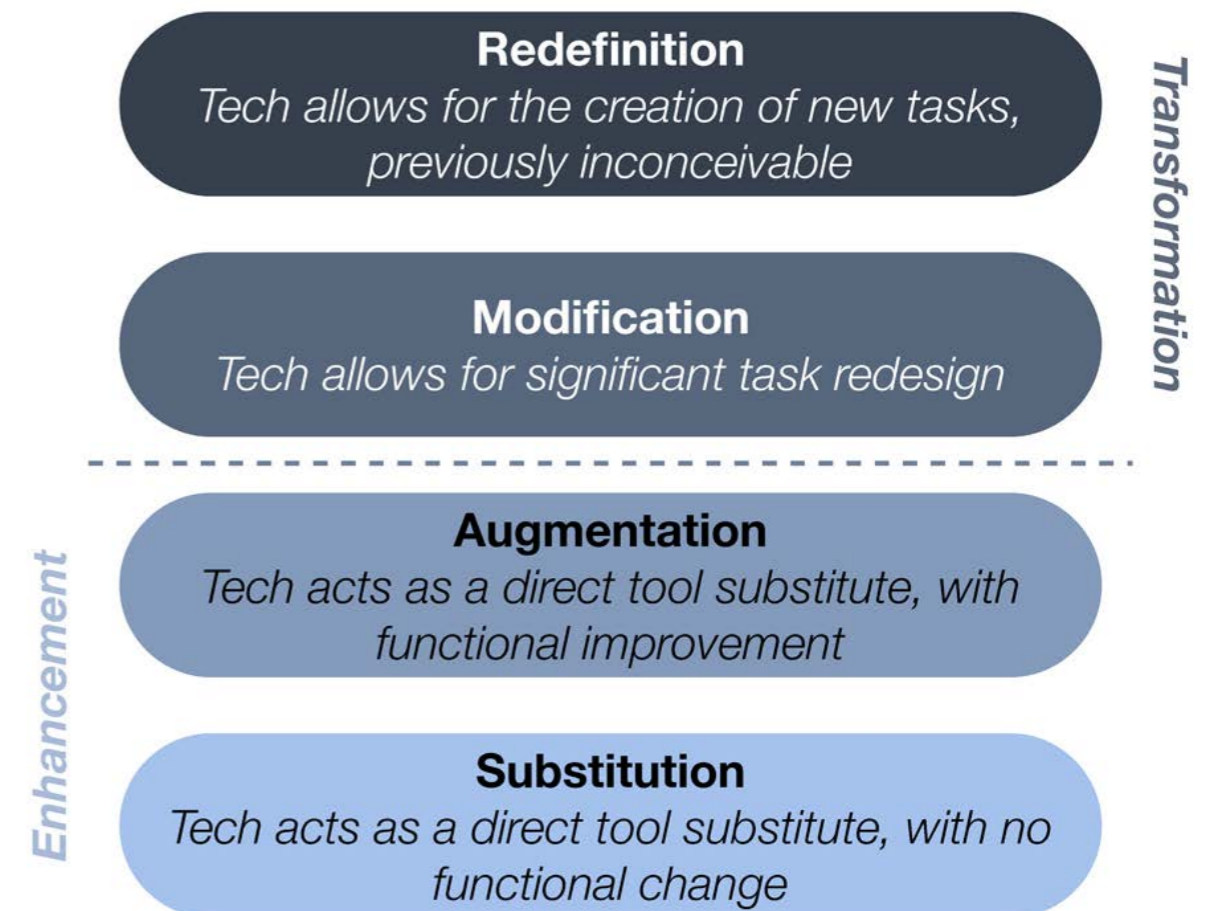 Redefinition
Tech allows for the creation of new tasks,
previously inconceivable
Transformation
Modification
Tech allows for significant task redesign
Augmentation
Tech acts as a direct tool substitute, with
functional improvement
Enhancement
Substitution
Tech acts as a direct tool substitute, with no
functional change